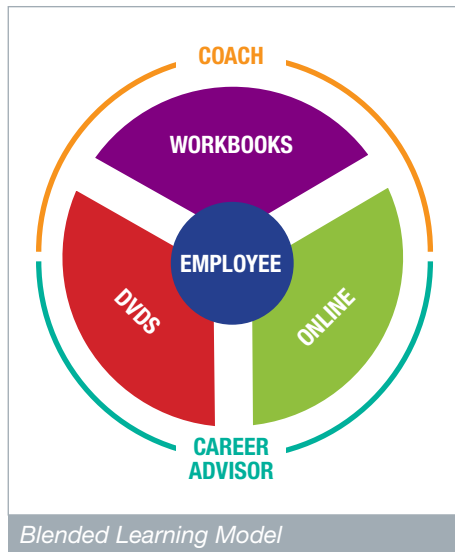 COACH
WORKBOOKS
EMPLOYEE
DVDS
ONLINE
CAREER
ADVISOR
Blended Learning Model